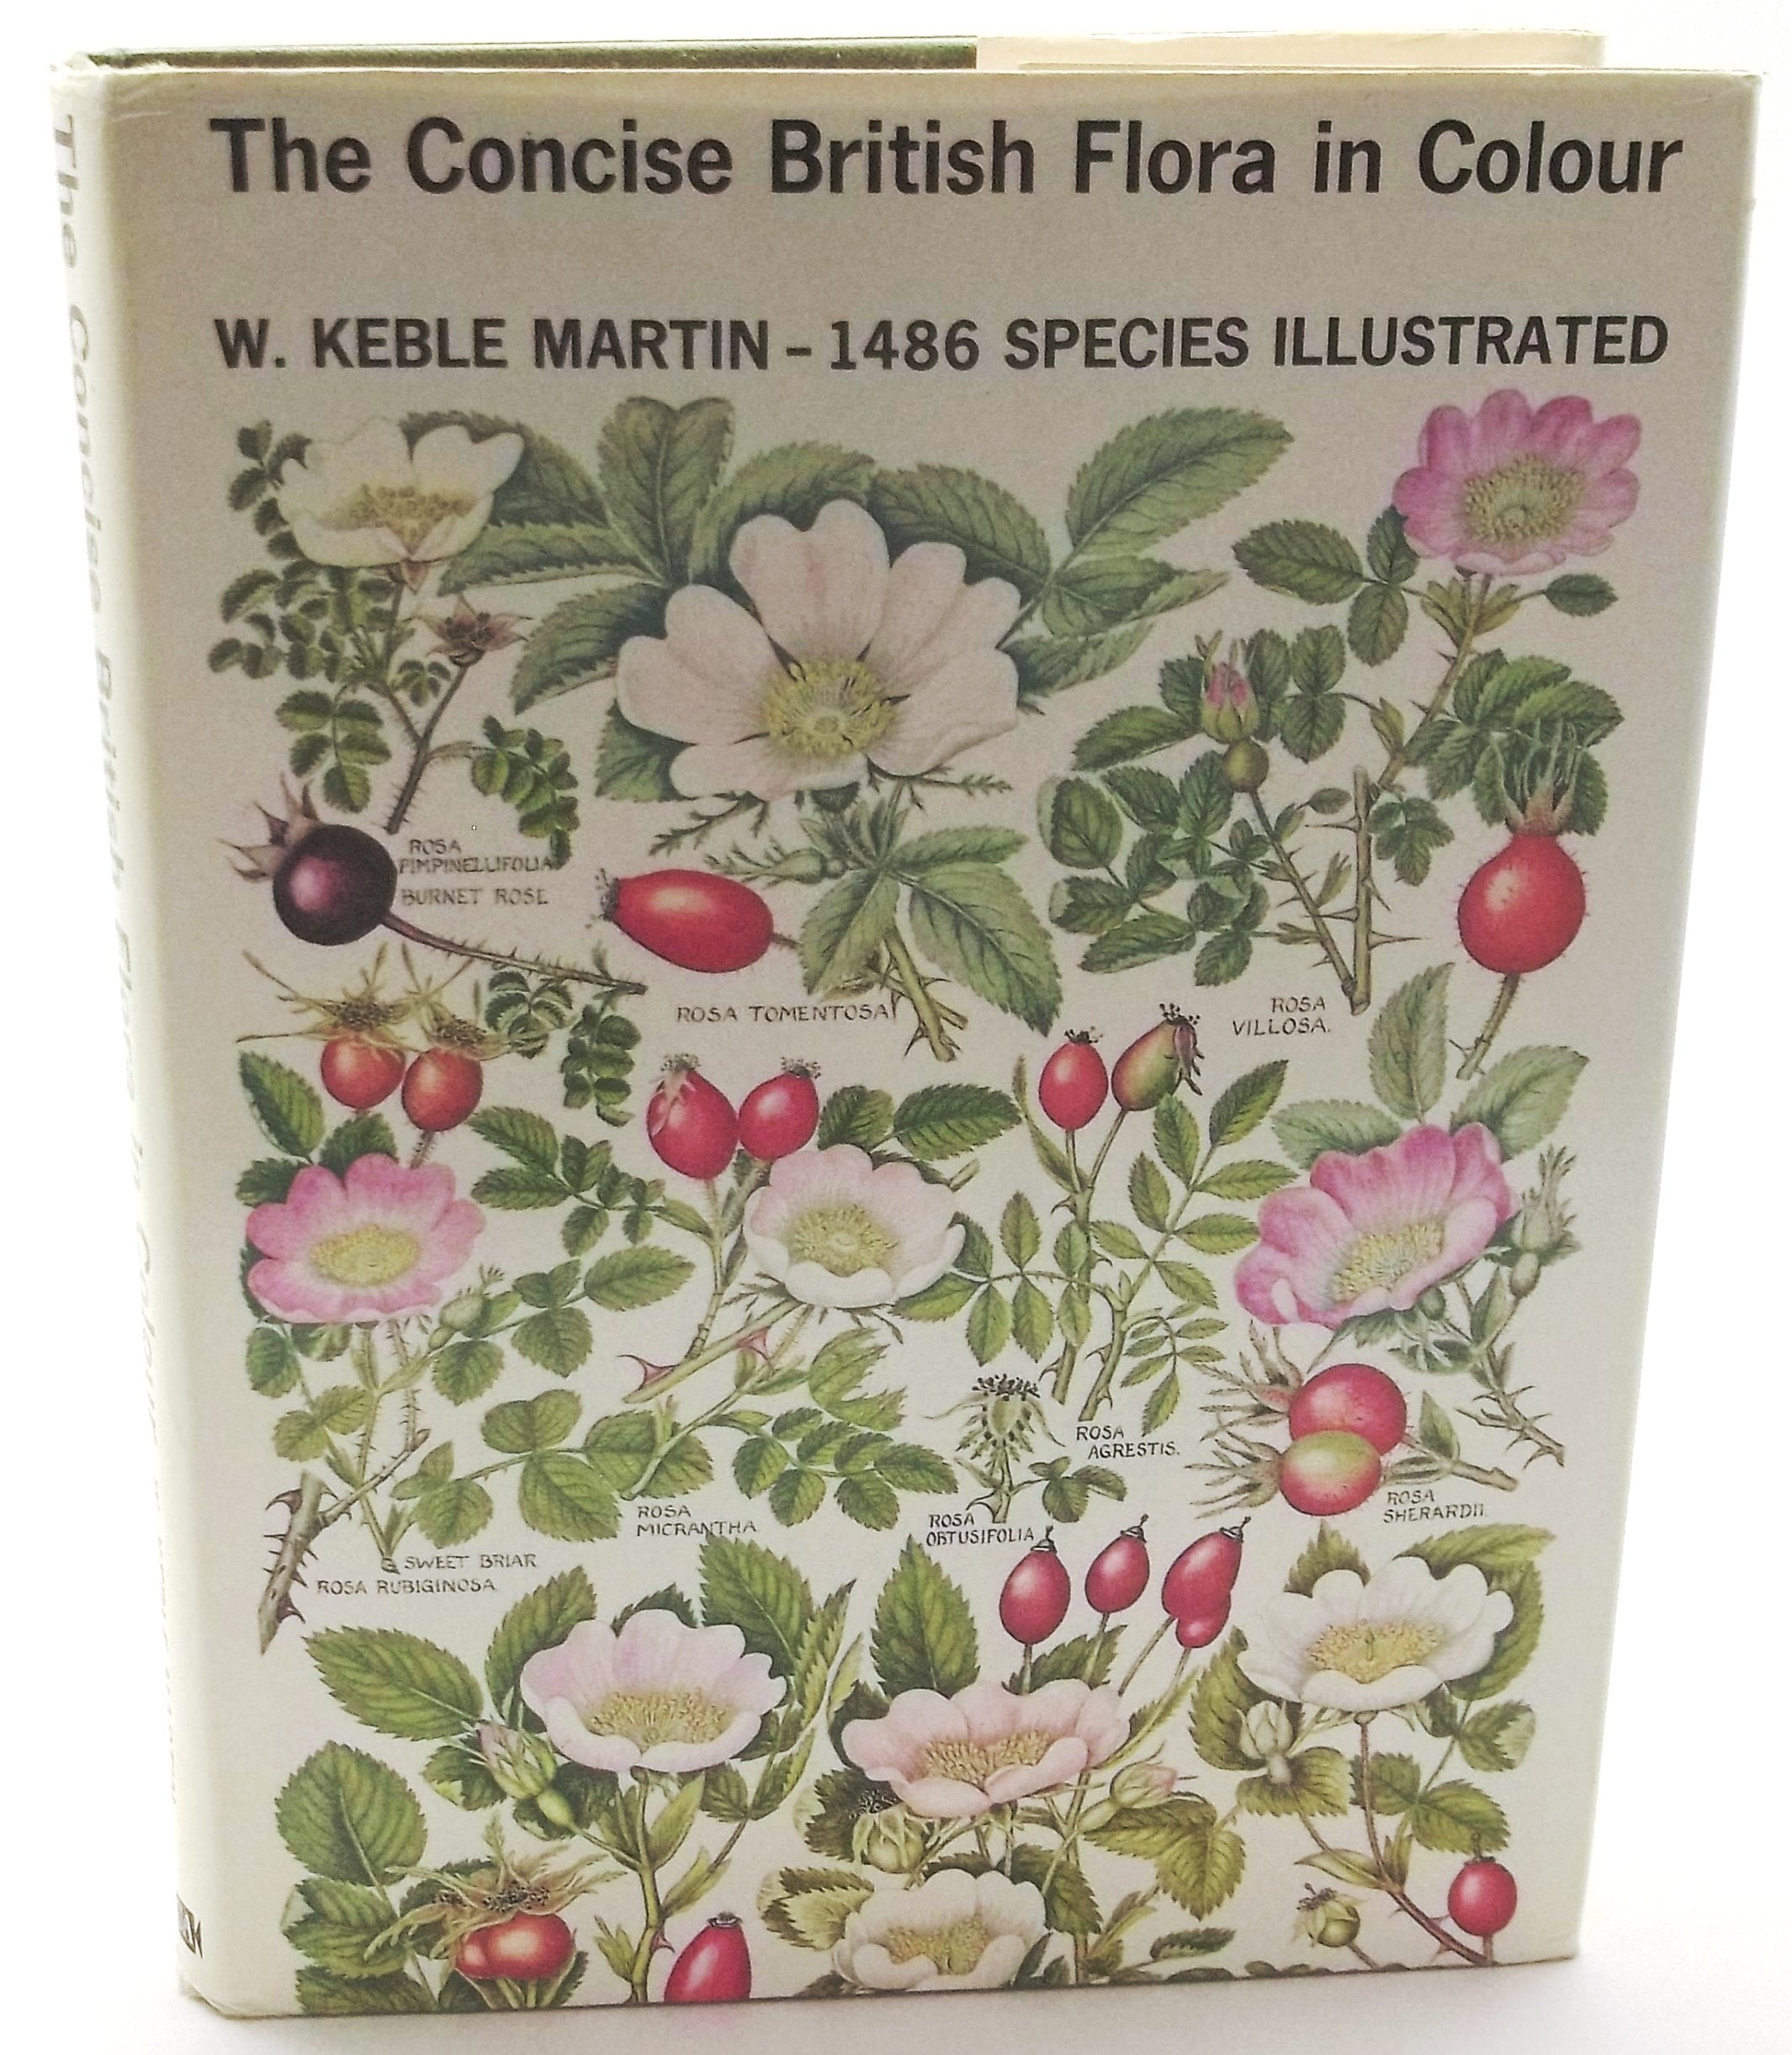 The Concise British Flora in Colour
W. KEBLE MARTIN – 1486 SPECIES ILLUSTRATED
ROSA
PIMPINELLIFOLIA
BURNET ROSE
ROSA TOMENTOSA
ROSA
VILLOSA.
ROSA
AGRESTIS.
ROSA
SHERARDII.
ROSA
MICRANTHA
ROSA
OBTUSIFOLIA
SWEET BRIAR
ROSA RUBIGINOSA
The Concise British Flora in Colour